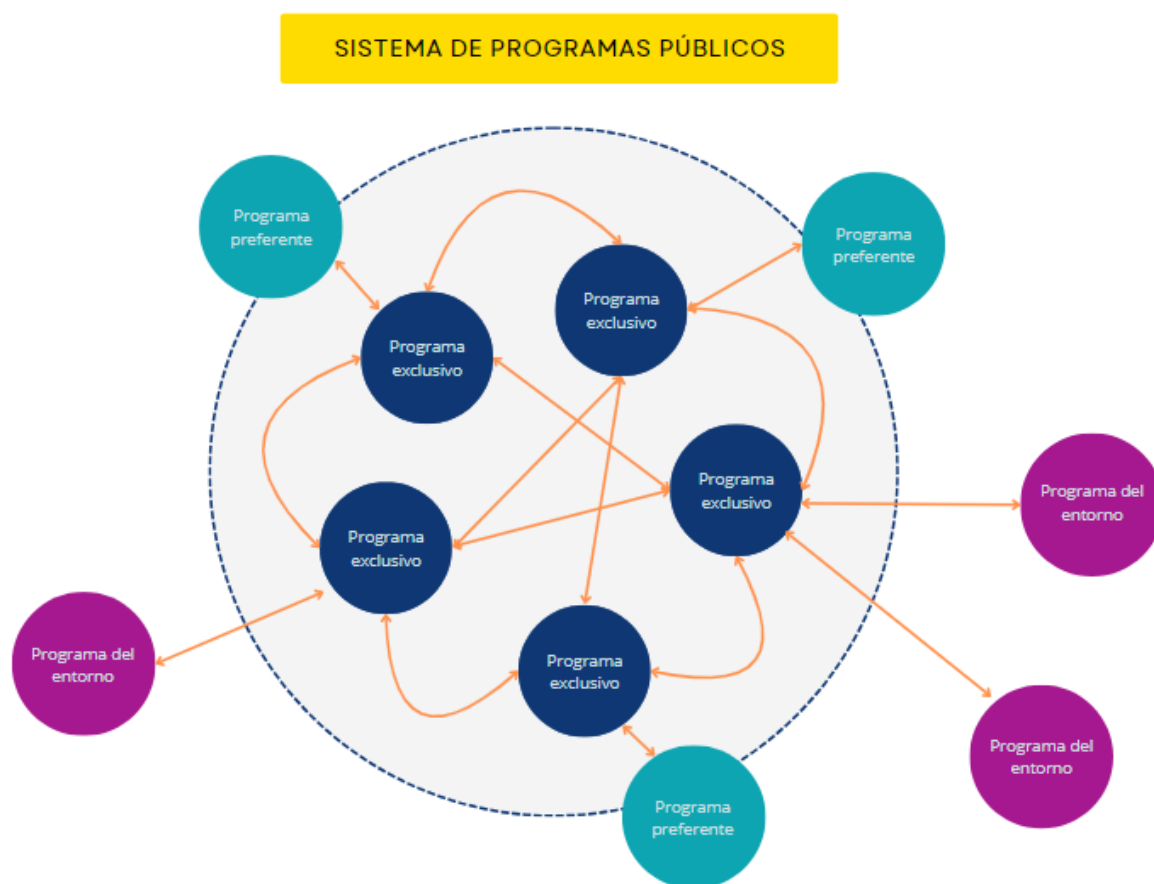 SISTEMA DE PROGRAMAS PÚBLICOS
Programa
preferente
Programa
preferente
Programa
exclusivo
Programa
exclusivo
Programa
exclusivo
Programa del
entorno
Programa
exclusivo
Programa del
entorno
Programa
exclusivo
Programa del
entorno
Programa
preferente